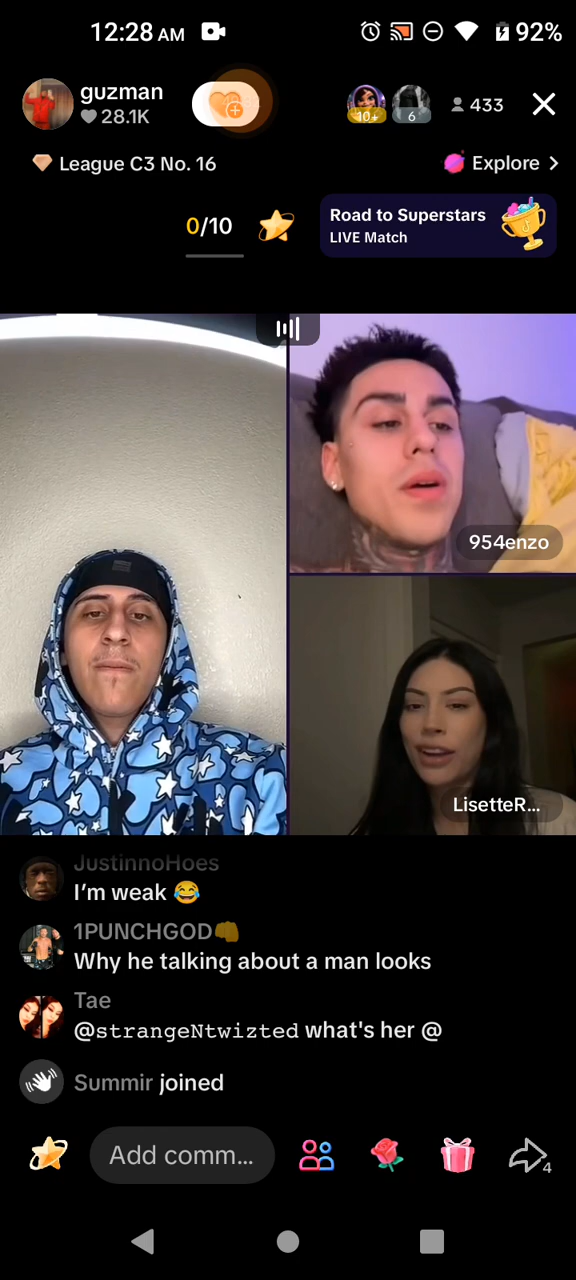 12:28 AM
92%
guzman
28.1K
10+
6
433
League C3 No. 16
Explore >
0/10
Road to Superstars
LIVE Match
954enzo
LisetteR...
JustinnoHoes
I’m weak 😂
1PUNCHGOD👊
Why he talking about a man looks
Tae
@𝚜𝚝𝚛𝚊𝚗𝚐𝚎𝙽𝚝𝚠𝚒𝚣𝚝𝚎𝚍 what's her @
Summir joined
Add comm...
4